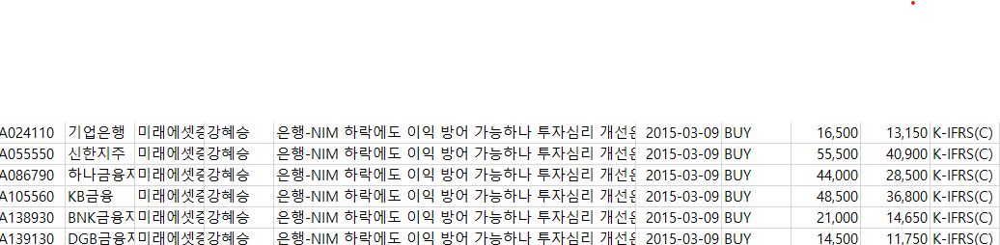 A024110 기업은행 미래에셋증 강혜승 은행-NIM 하락에도 이익 방어 가능하나 투자심리 개선은 2015-03-09 BUY 16,500 13,150 K-IFRS(C)
A055550 신한지주 미래에셋증 강혜승 은행-NIM 하락에도 이익 방어 가능하나 투자심리 개선은 2015-03-09 BUY 55,500 40,900 K-IFRS(C)
A086790 하나금융지 미래에셋증 강혜승 은행-NIM 하락에도 이익 방어 가능하나 투자심리 개선은 2015-03-09 BUY 44,000 28,500 K-IFRS(C)
A105560 KB금융 미래에셋증 강혜승 은행-NIM 하락에도 이익 방어 가능하나 투자심리 개선은 2015-03-09 BUY 48,500 36,800 K-IFRS(C)
A138930 BNK금융지 미래에셋증 강혜승 은행-NIM 하락에도 이익 방어 가능하나 투자심리 개선은 2015-03-09 BUY 21,000 14,650 K-IFRS(C)
A139130 DGB금융지 미래에셋증 강혜승 은행-NIM 하락에도 이익 방어 가능하나 투자심리 개선은 2015-03-09 BUY 14,500 11,750 K-IFRS(C)